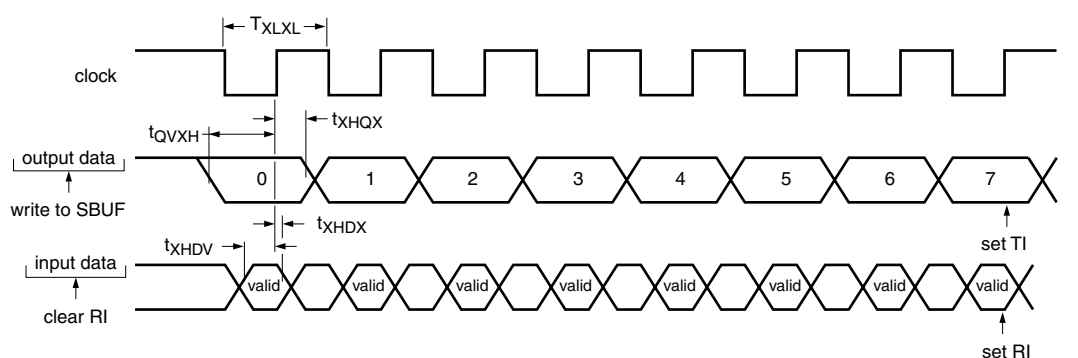 TXLXL
clock
tXHQX
tQVXH
output data
0 1 2 3 4 5 6 7
write to SBUF
tXHDX
set TI
tXHDV
input data
valid valid valid valid valid valid valid valid
clear RI
set RI